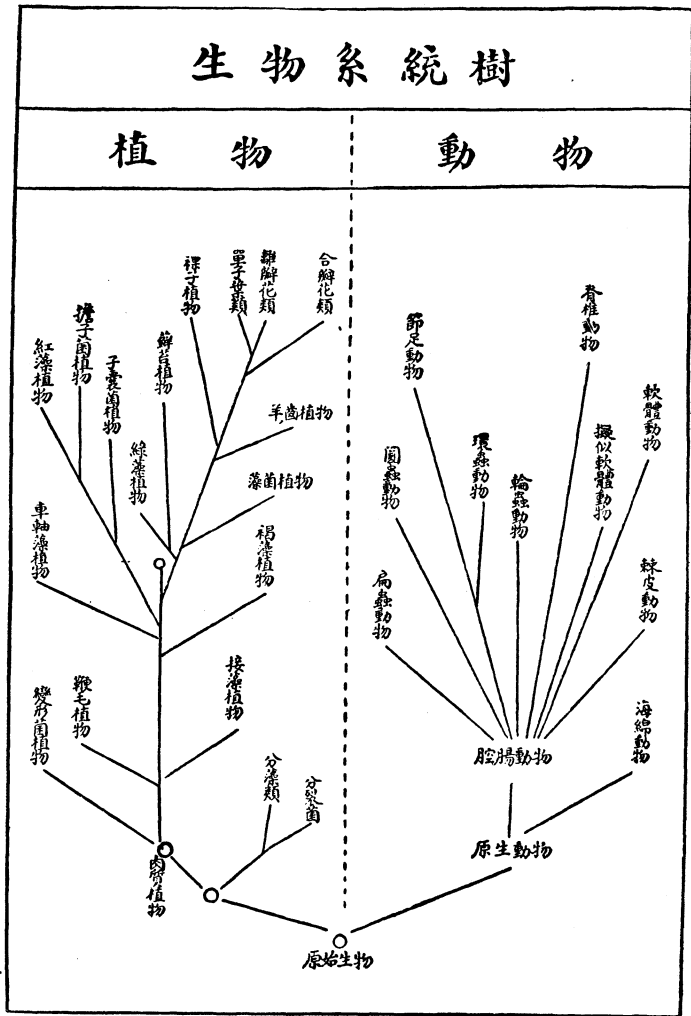 生物系統樹
植物
動物
紅藻植物
擔子菌植物
子囊菌植物
綠藻植物
蘚苔植物
裸子植物
單子葉類
離瓣花類
合瓣花類
羊齒植物
藻菌植物
褐藻植物
車軸藻植物
變形菌植物
鞭毛植物
接藻植物
分藻類
分裂菌
肉質植物
原始生物
節足動物
圓蟲動物
扁蟲動物
環蟲動物
輪蟲動物
脊椎動物
擬似軟體動物
軟體動物
棘皮動物
海綿動物
腔腸動物
原生動物